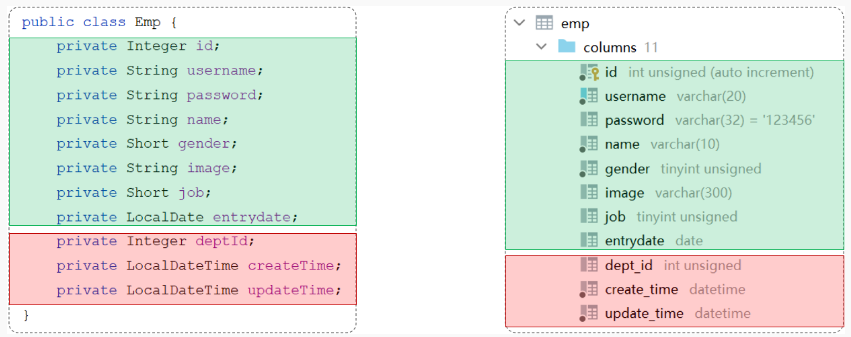 public class Emp {
private Integer id;
private String username;
private String password;
private String name;
private Short gender;
private String image;
private Short job;
private LocalDate entrydate;
private Integer deptId;
private LocalDateTime createTime;
private LocalDateTime updateTime;
}
emp
columns 11
id int unsigned (auto increment)
username varchar(20)
password varchar(32) = '123456'
name varchar(10)
gender tinyint unsigned
image varchar(300)
job tinyint unsigned
entrydate date
dept_id int unsigned
create_time datetime
update_time datetime